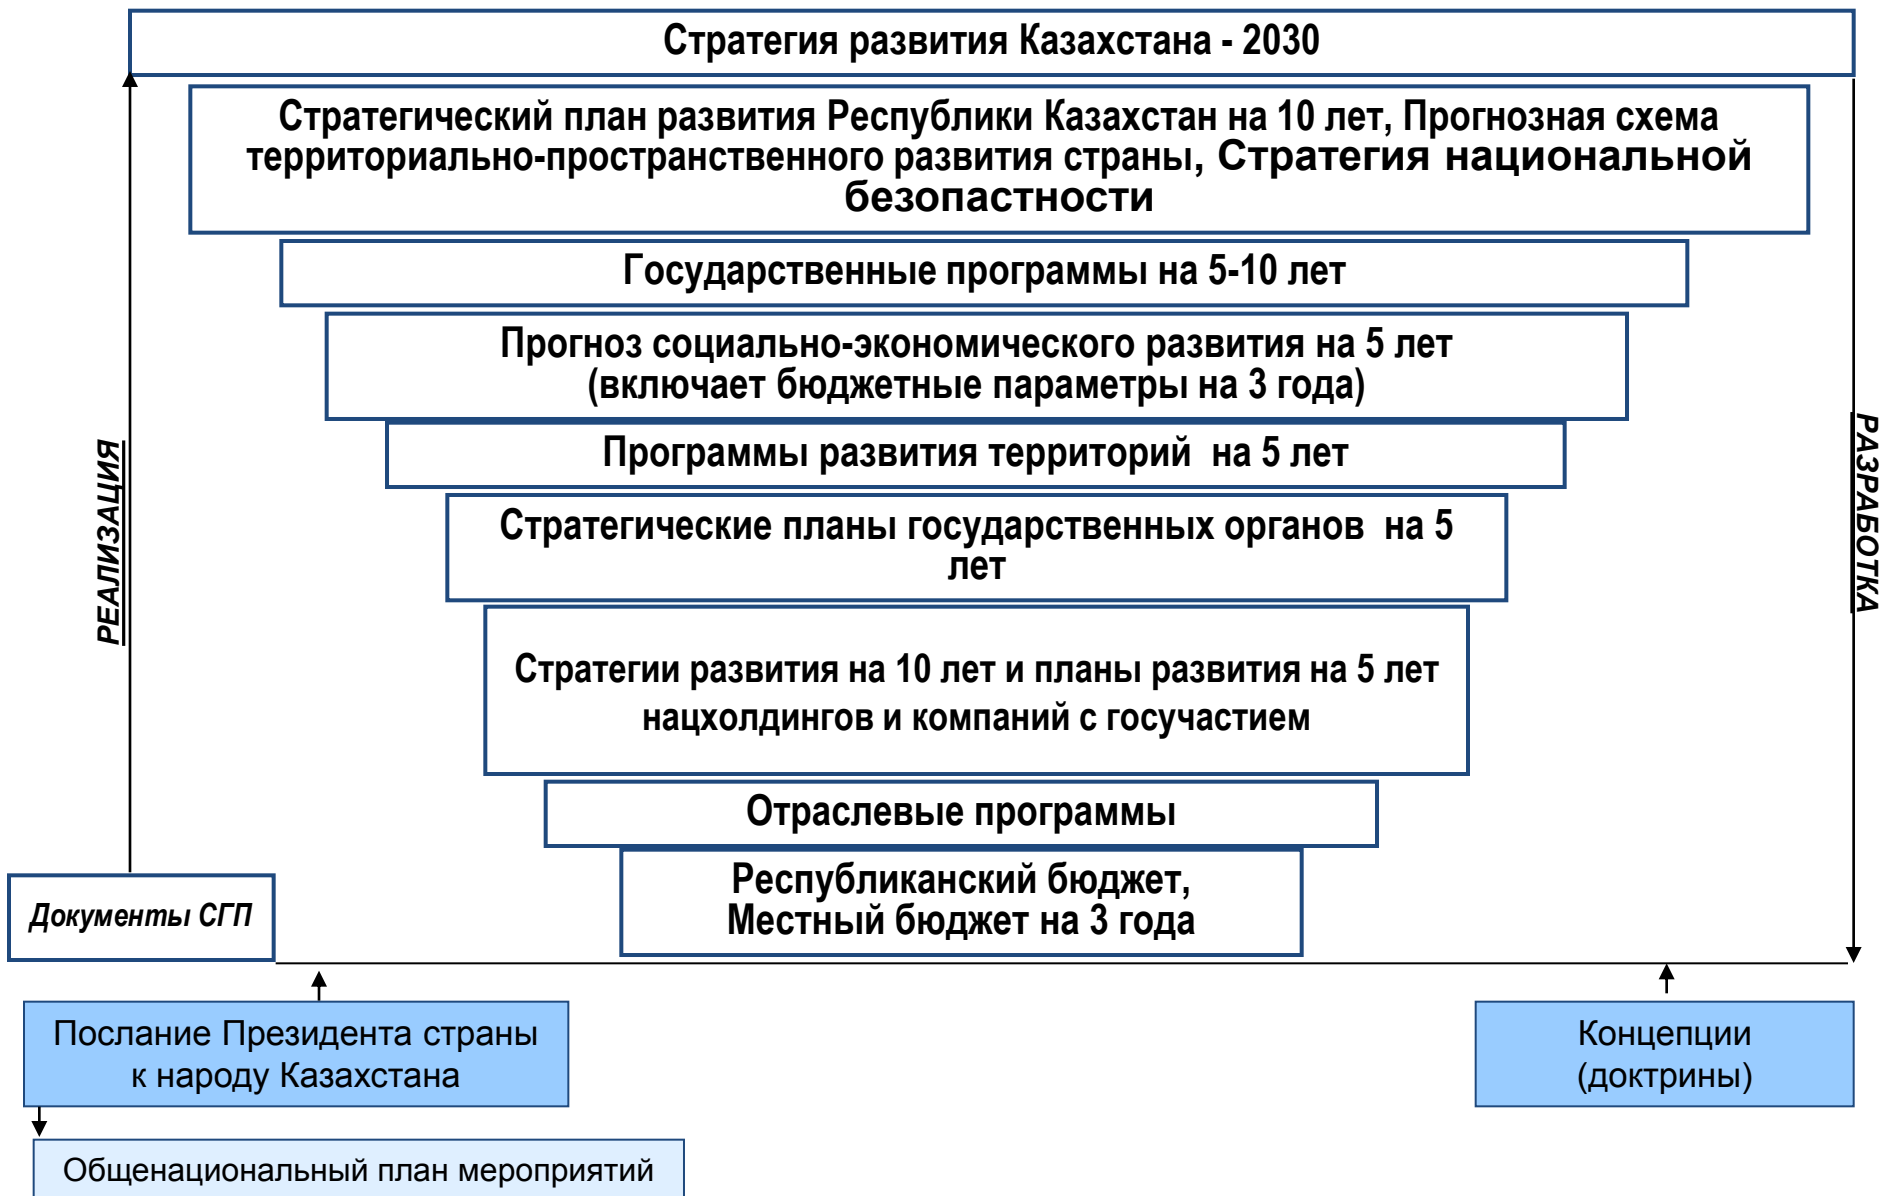 Стратегия развития Казахстана - 2030
Стратегический план развития Республики Казахстан на 10 лет, Прогнозная схема
территориально-пространственного развития страны, Стратегия национальной
безопастности
Государственные программы на 5-10 лет
Прогноз социально-экономического развития на 5 лет
(включает бюджетные параметры на 3 года)
Программы развития территорий на 5 лет
Стратегические планы государственных органов на 5
лет
Стратегии развития на 10 лет и планы развития на 5 лет
нацхолдингов и компаний с госучастием
Отраслевые программы
Республиканский бюджет,
Местный бюджет на 3 года
РЕАЛИЗАЦИЯ
РАЗРАБОТКА
Документы СГП
Послание Президента страны
к народу Казахстана
Концепции
(доктрины)
Общенациональный план мероприятий